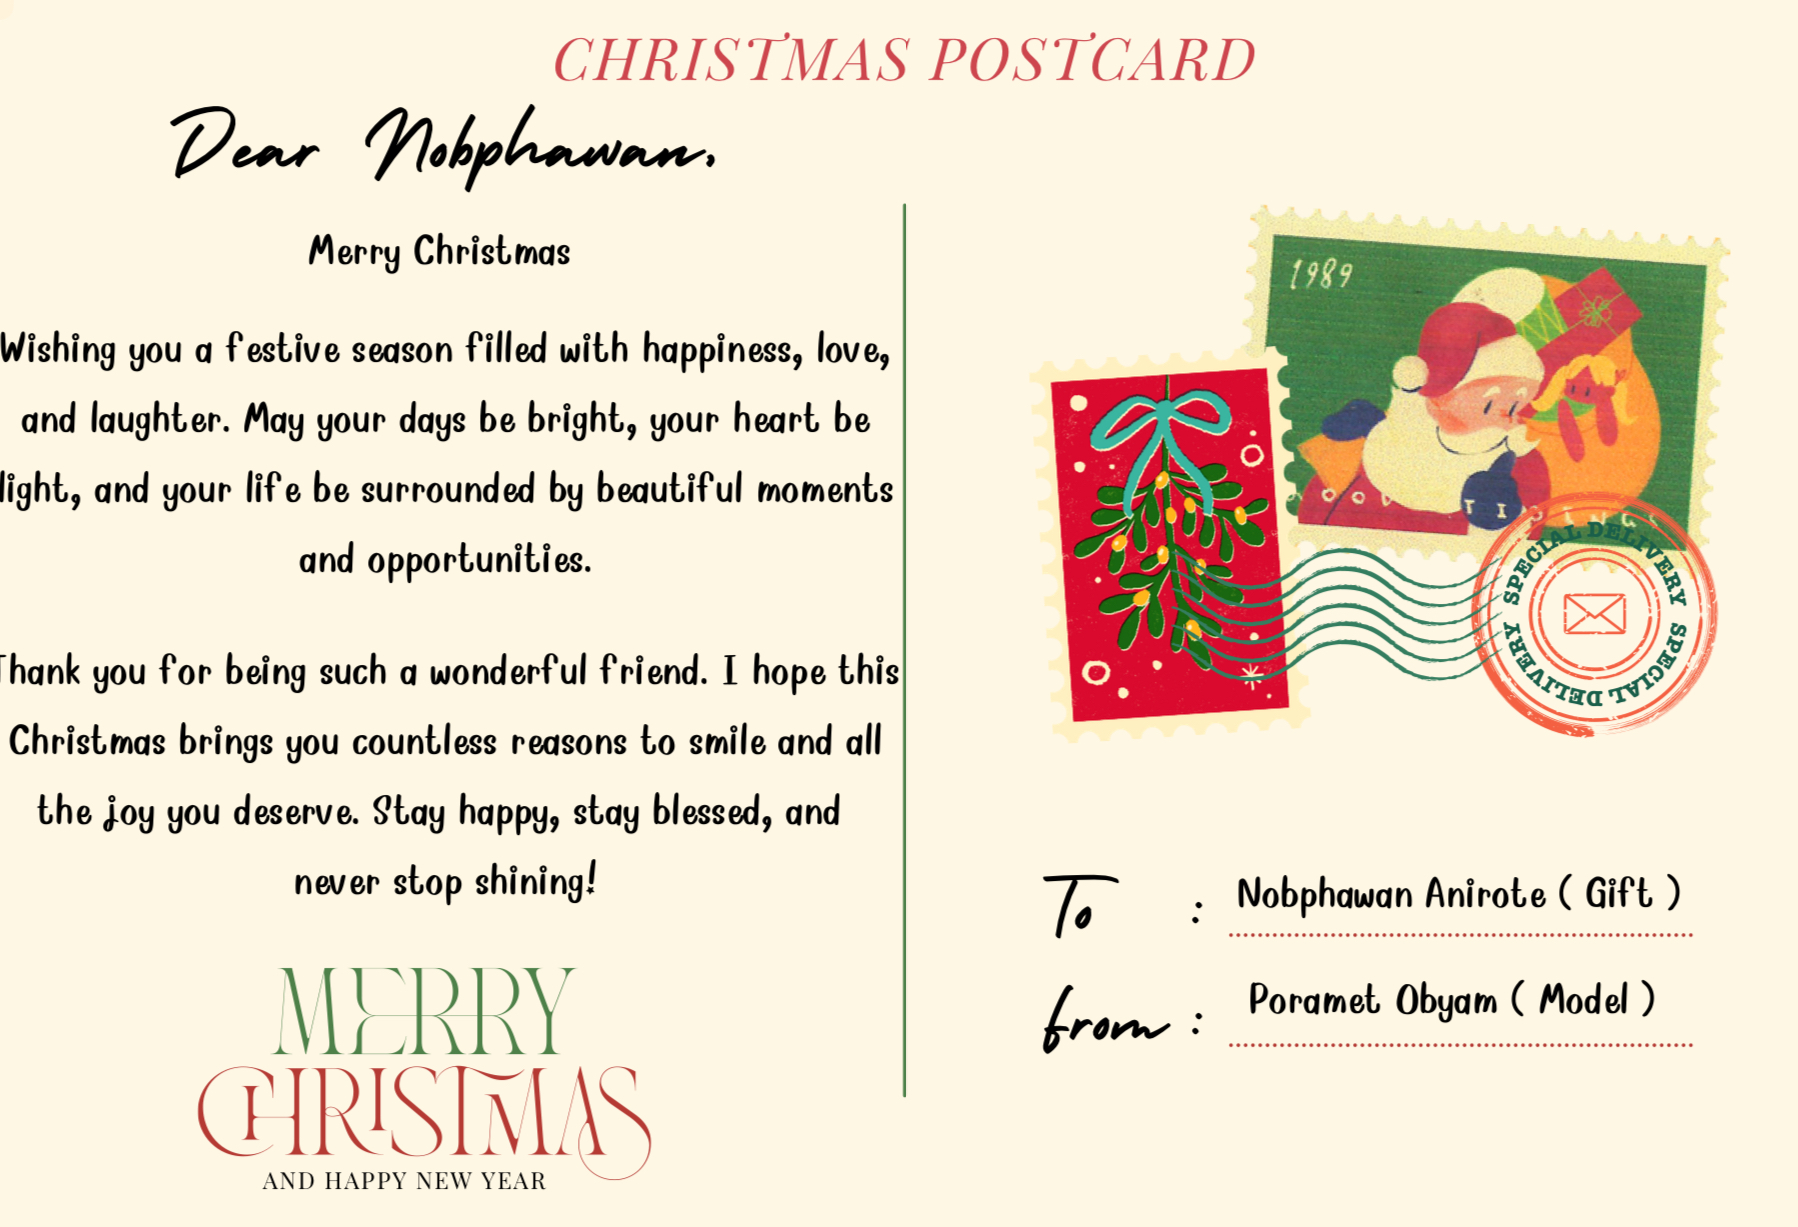 CHRISTMAS POSTCARD
Dear Nobphawan,
Merry Christmas
Wishing you a festive season filled with happiness, love,
and laughter. May your days be bright, your heart be
light, and your life be surrounded by beautiful moments
and opportunities.
Thank you for being such a wonderful friend. I hope this
Christmas brings you countless reasons to smile and all
the joy you deserve. Stay happy, stay blessed, and
never stop shining!
MERRY
CHRISTMAS
AND HAPPY NEW YEAR
1989
SPECIAL DELIVERY
SPECIAL DELIVERY
To : Nobphawan Anirote ( Gift )
from : Poramet Obyam ( Model )